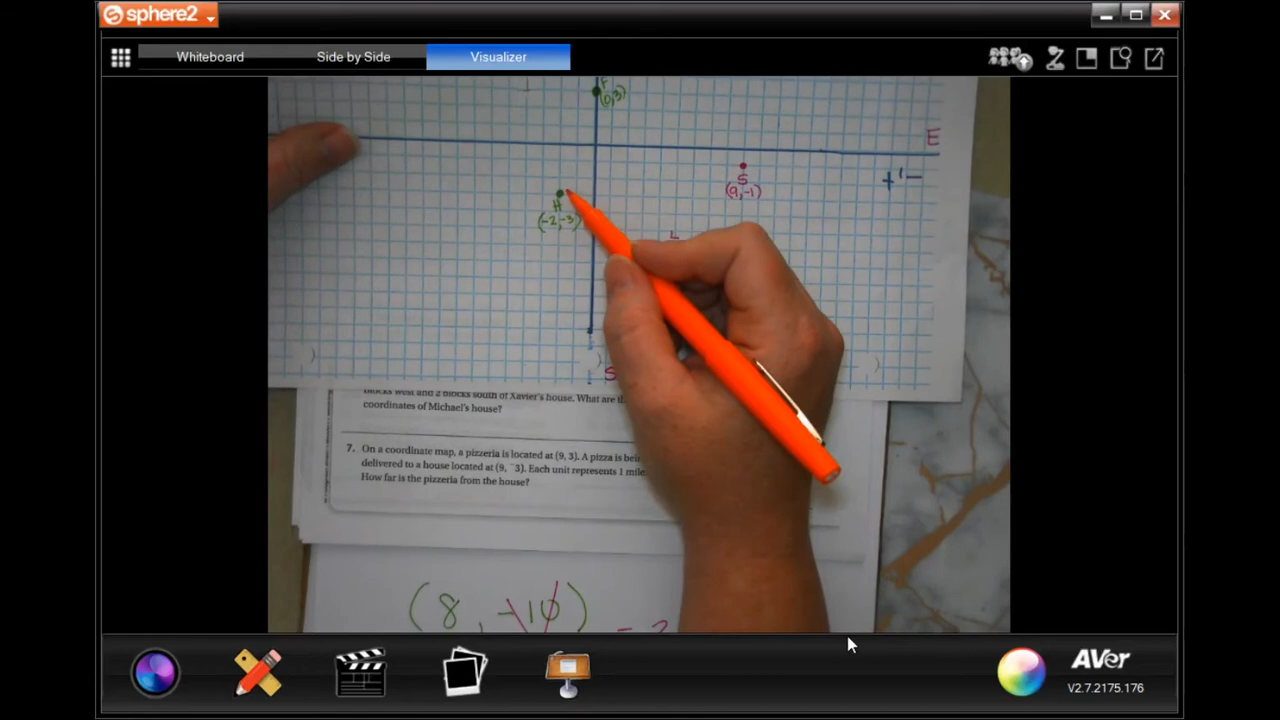 sphere2
Whiteboard
Side by Side
Visualizer
F
(0,3)
E
S
(9,-1)
+ | -
H
(-2,-3)
L
)
)
)
S
blocks west and 2 blocks south of Xavier's house. What are
coordinates of Michael's house?
7. On a coordinate map, a pizzeria is located at (9, 3). A pizza is
delivered to a house located at (9, ⁻3). Each unit represents 1 mile
How far is the pizzeria from the house?
(8, -10)
AVer
V2.7.2175.176